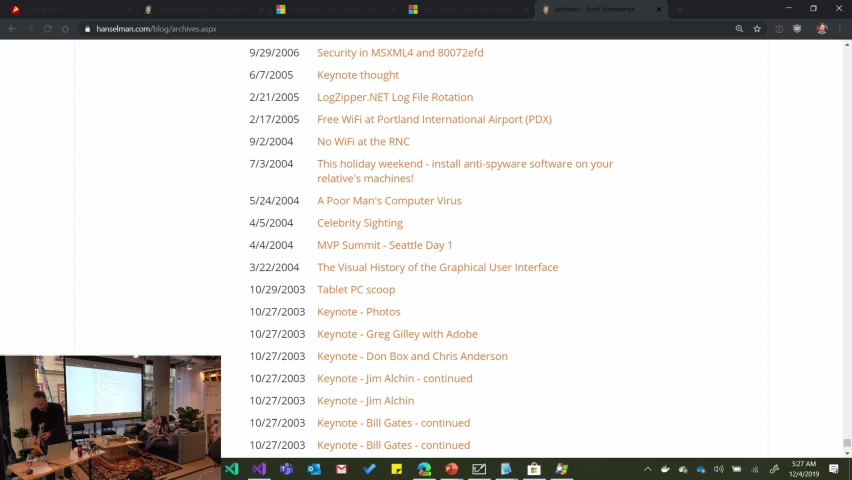 Archives - Scott Hanselman
hanselman.com/blog/archives.aspx
9/29/2006 Security in MSXML4 and 80072efd
6/7/2005 Keynote thought
2/21/2005 LogZipper.NET Log File Rotation
2/17/2005 Free WiFi at Portland International Airport (PDX)
9/2/2004 No WiFi at the RNC
7/3/2004 This holiday weekend - install anti-spyware software on your
relative's machines!
5/24/2004 A Poor Man's Computer Virus
4/5/2004 Celebrity Sighting
4/4/2004 MVP Summit - Seattle Day 1
3/22/2004 The Visual History of the Graphical User Interface
10/29/2003 Tablet PC scoop
10/27/2003 Keynote - Photos
10/27/2003 Keynote - Greg Gilley with Adobe
10/27/2003 Keynote - Don Box and Chris Anderson
10/27/2003 Keynote - Jim Alchin - continued
10/27/2003 Keynote - Jim Alchin
10/27/2003 Keynote - Bill Gates - continued
10/27/2003 Keynote - Bill Gates - continued
5:27 AM
12/4/2019